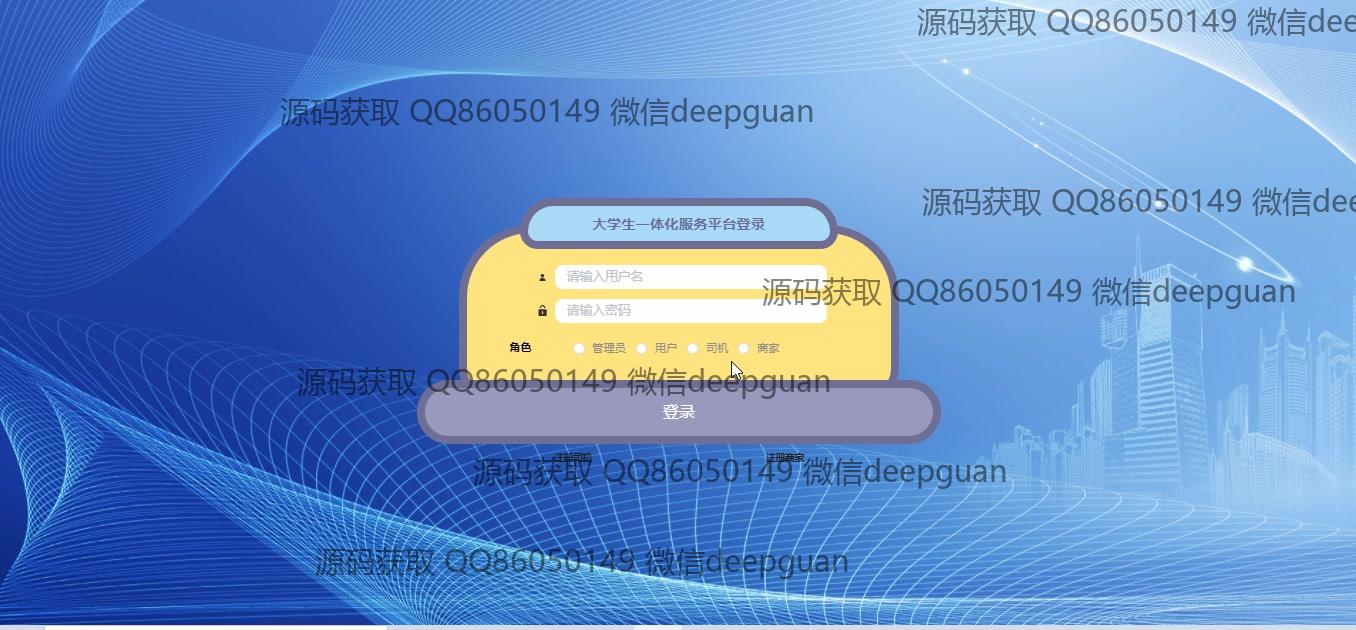 源码获取 QQ86050149 微信dee
源码获取 QQ86050149 微信deepguan
源码获取 QQ86050149 微信dee
大学生一体化服务平台登录
请输入用户名
源码获取 QQ86050149 微信deepguan
请输入密码
角色 管理员 用户 司机 商家
源码获取 QQ86050149 微信deepguan
登录
注册司机 注册商家
源码获取 QQ86050149 微信deepguan
源码获取 QQ86050149 微信deepguan